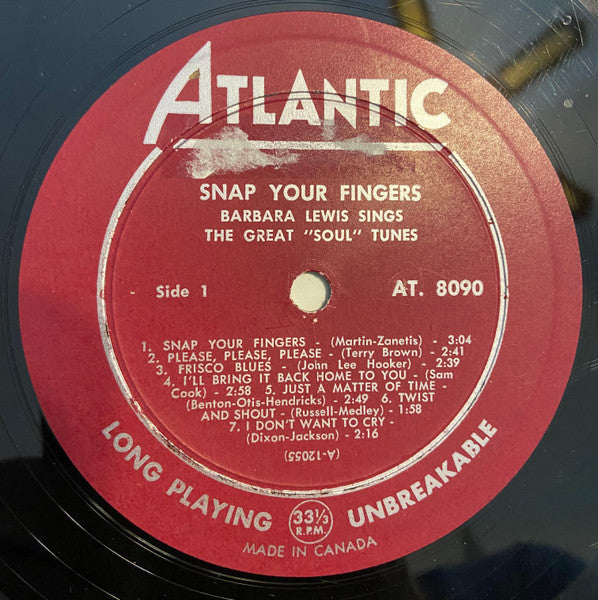 ATLANTIC
SNAP YOUR FINGERS
BARBARA LEWIS SINGS
THE GREAT "SOUL" TUNES
Side 1
AT. 8090
1. SNAP YOUR FINGERS - (Martin-Zanetis) - 3:04
2. PLEASE, PLEASE, PLEASE - (Terry Brown) - 2:41
3. FRISCO BLUES - (John Lee Hooker) - 2:39
4. I'LL BRING IT BACK HOME TO YOU - (Sam
Cook) - 2:58 5. JUST A MATTER OF TIME -
(Benton-Otis-Hendricks) - 2:49 6. TWIST
AND SHOUT - (Russell-Medley) - 1:58
7. I DON'T WANT TO CRY -
(Dixon-Jackson) - 2:16
(A-12055)
LONG PLAYING 33⅓ R.P.M. UNBREAKABLE
MADE IN CANADA